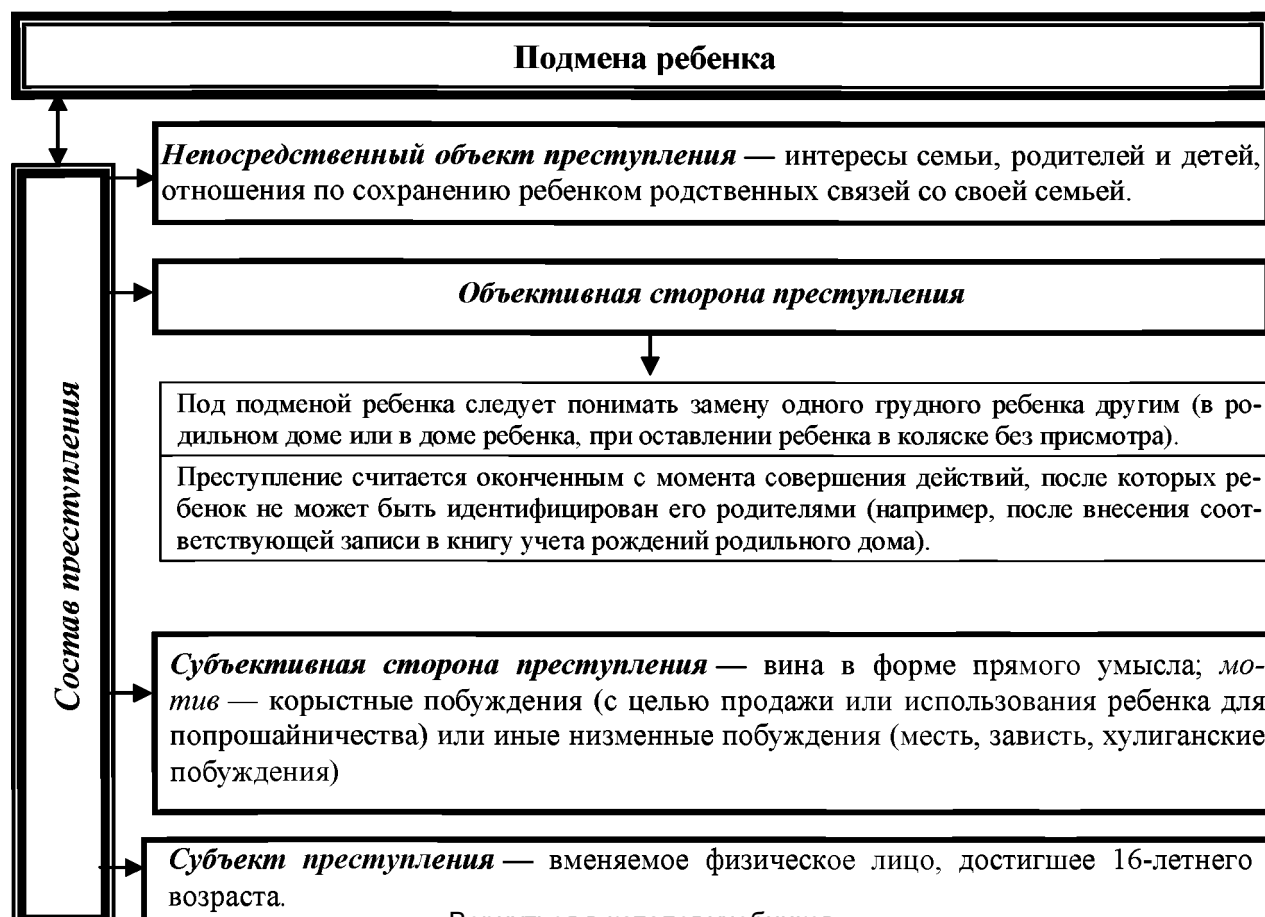 Подмена ребенка
Непосредственный объект преступления — интересы семьи, родителей и детей,
отношения по сохранению ребенком родственных связей со своей семьей.
Объективная сторона преступления
Под подменой ребенка следует понимать замену одного грудного ребенка другим (в ро-
дильном доме или в доме ребенка, при оставлении ребенка в коляске без присмотра).
Преступление считается оконченным с момента совершения действий, после которых ре-
бенок не может быть идентифицирован его родителями (например, после внесения соот-
ветствующей записи в книгу учета рождений родильного дома).
Состав преступления
Субъективная сторона преступления — вина в форме прямого умысла; мо-
тив — корыстные побуждения (с целью продажи или использования ребенка для
попрошайничества) или иные низменные побуждения (месть, зависть, хулиганские
побуждения)
Субъект преступления — вменяемое физическое лицо, достигшее 16-летнего
возраста.